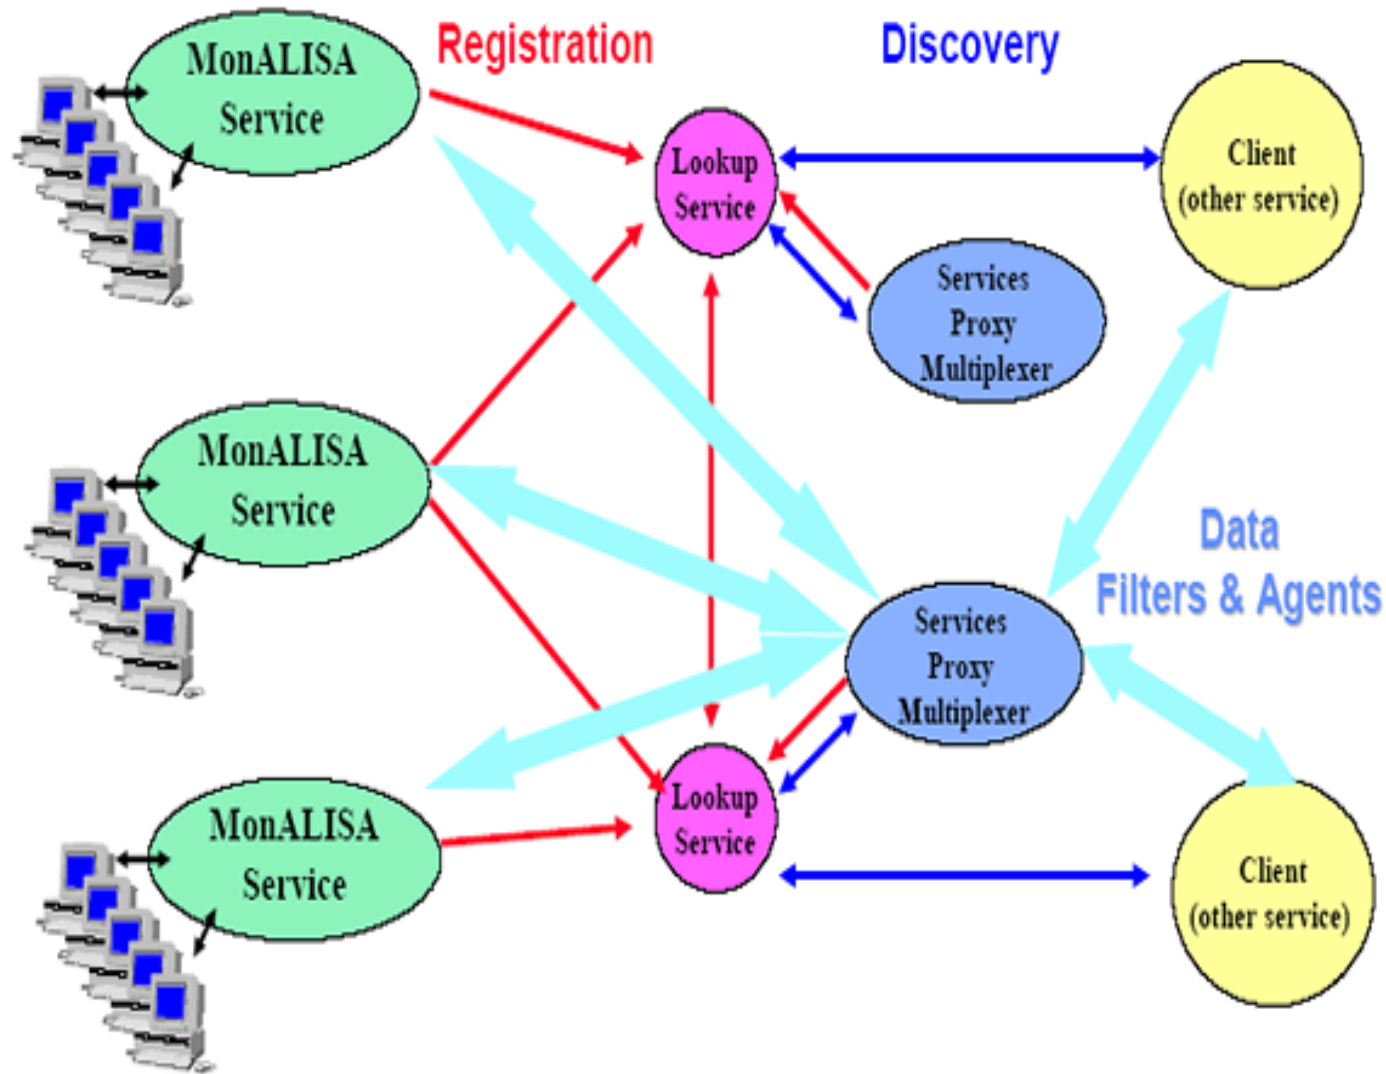 Registration
Discovery
MonALISA
Service
Lookup
Service
Client
(other service)
Services
Proxy
Multiplexer
MonALISA
Service
Data
Filters & Agents
Services
Proxy
Multiplexer
Lookup
Service
MonALISA
Service
Client
(other service)